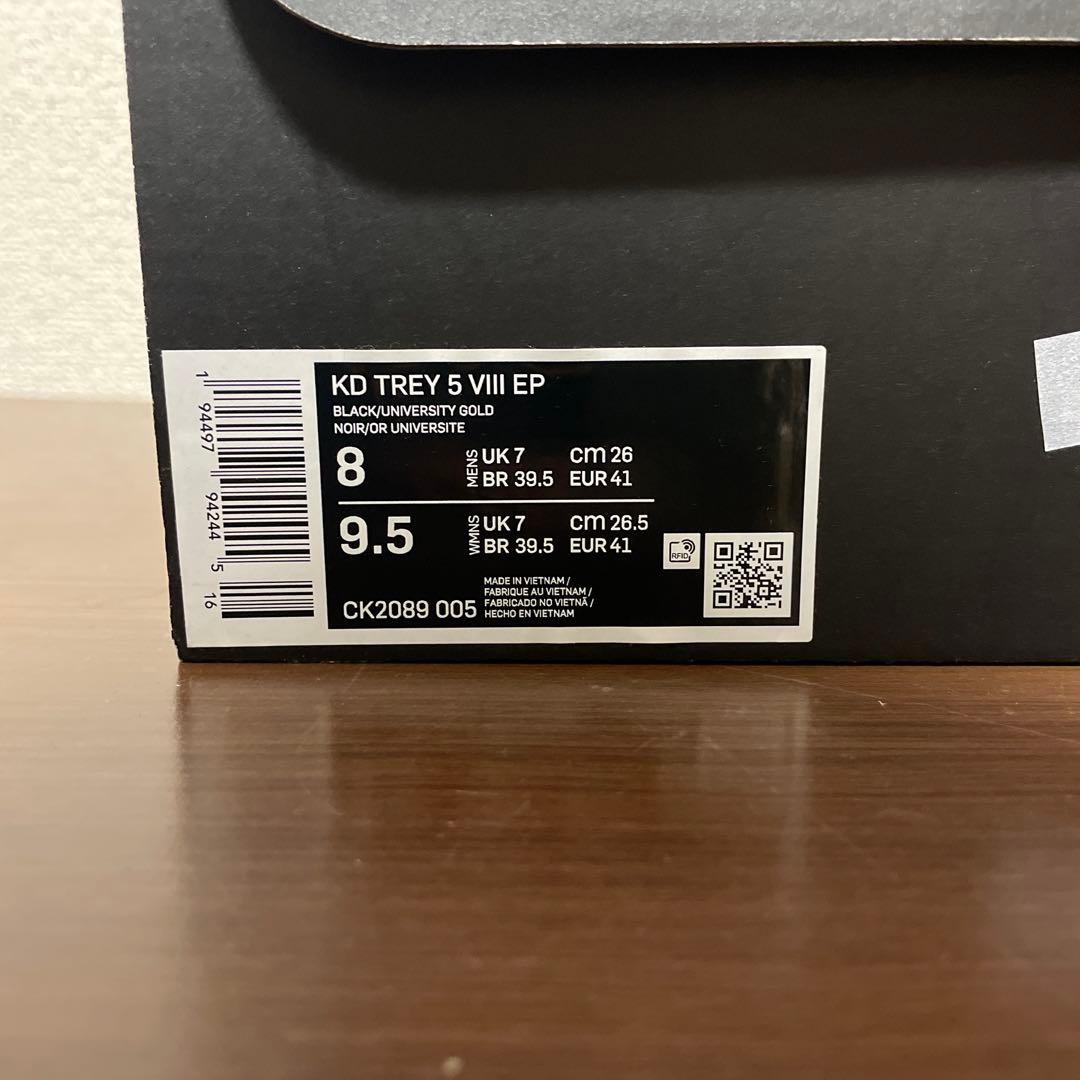 KD TREY 5 VIII EP
BLACK/UNIVERSITY GOLD
NOIR/OR UNIVERSITE
8 MENS UK 7 cm 26
BR 39.5 EUR 41
9.5 WMNS UK 7 cm 26.5
BR 39.5 EUR 41
RFID
CK2089 005
MADE IN VIETNAM /
FABRIQUE AU VIETNAM /
FABRICADO NO VIETNÃ /
HECHO EN VIETNAM
1 94497 94244 5 16